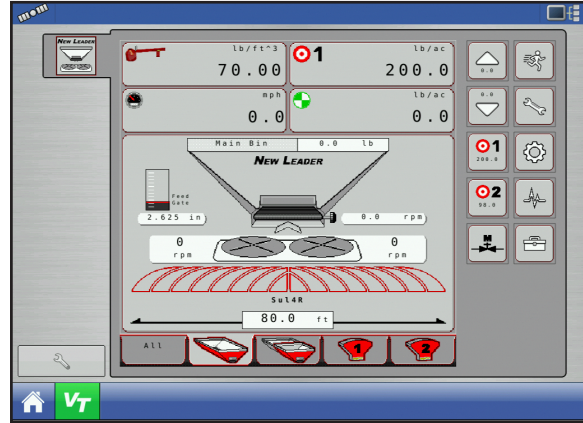 NEW LEADER
lb/ft^3
70.00
1
lb/ac
200.0
mph
0.0
lb/ac
0.0
Main Bin
0.0 lb
NEW LEADER
Feed
Gate
2.625 in
0.0 rpm
0
rpm
0
rpm
Sul4R
80.0 ft
All
1
2
0.0
0.0
1
200.0
2
90.0
M
VT